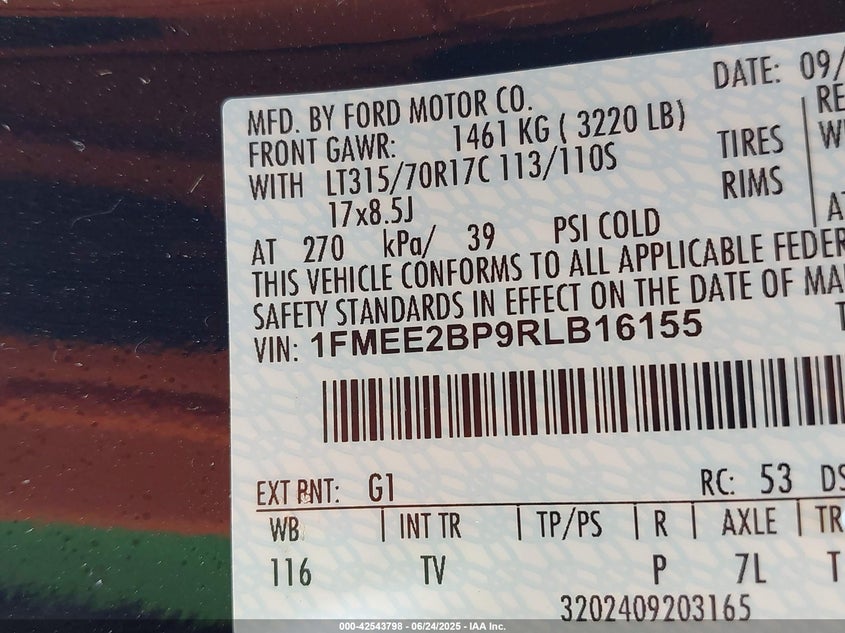 DATE: 09/
MFD. BY FORD MOTOR CO.
FRONT GAWR: 1461 KG ( 3220 LB) RE
WITH LT315/70R17C 113/110S TIRES
17x8.5J RIMS
AT 270 kPa/ 39 PSI COLD
THIS VEHICLE CONFORMS TO ALL APPLICABLE FEDER
SAFETY STANDARDS IN EFFECT ON THE DATE OF MA
VIN: 1FMEE2BP9RLB16155
EXT PNT: G1 RC: 53 DS
WB | INT TR | TP/PS | R | AXLE | TR
116 TV P 7L T
3202409203165
000-42543798 - 06/24/2025 - IAA Inc.